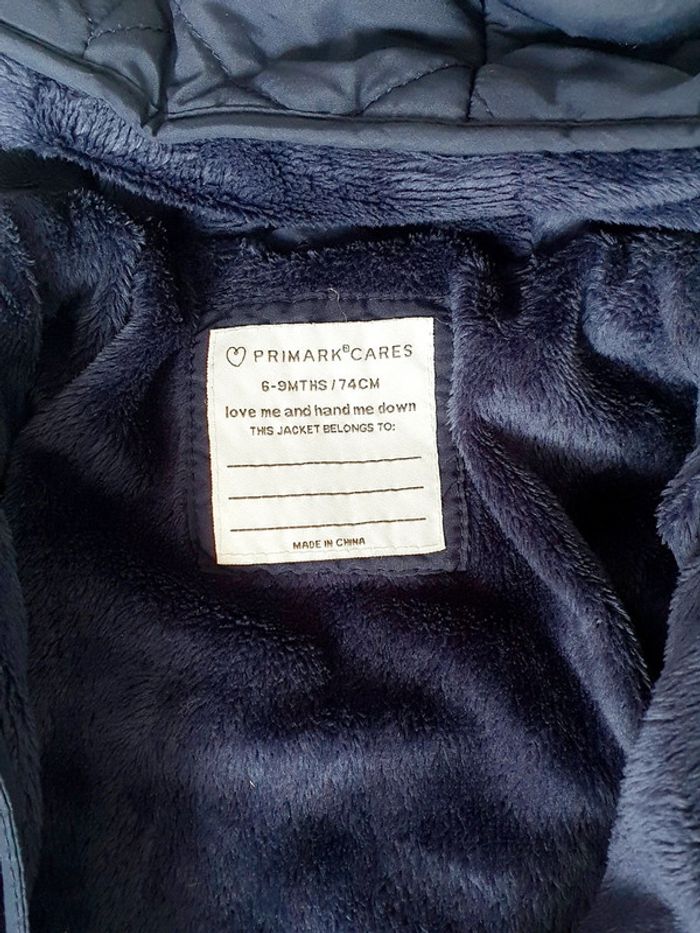 PRIMARK®CARES
6-9MTHS/74CM
love me and hand me down
THIS JACKET BELONGS TO:
MADE IN CHINA